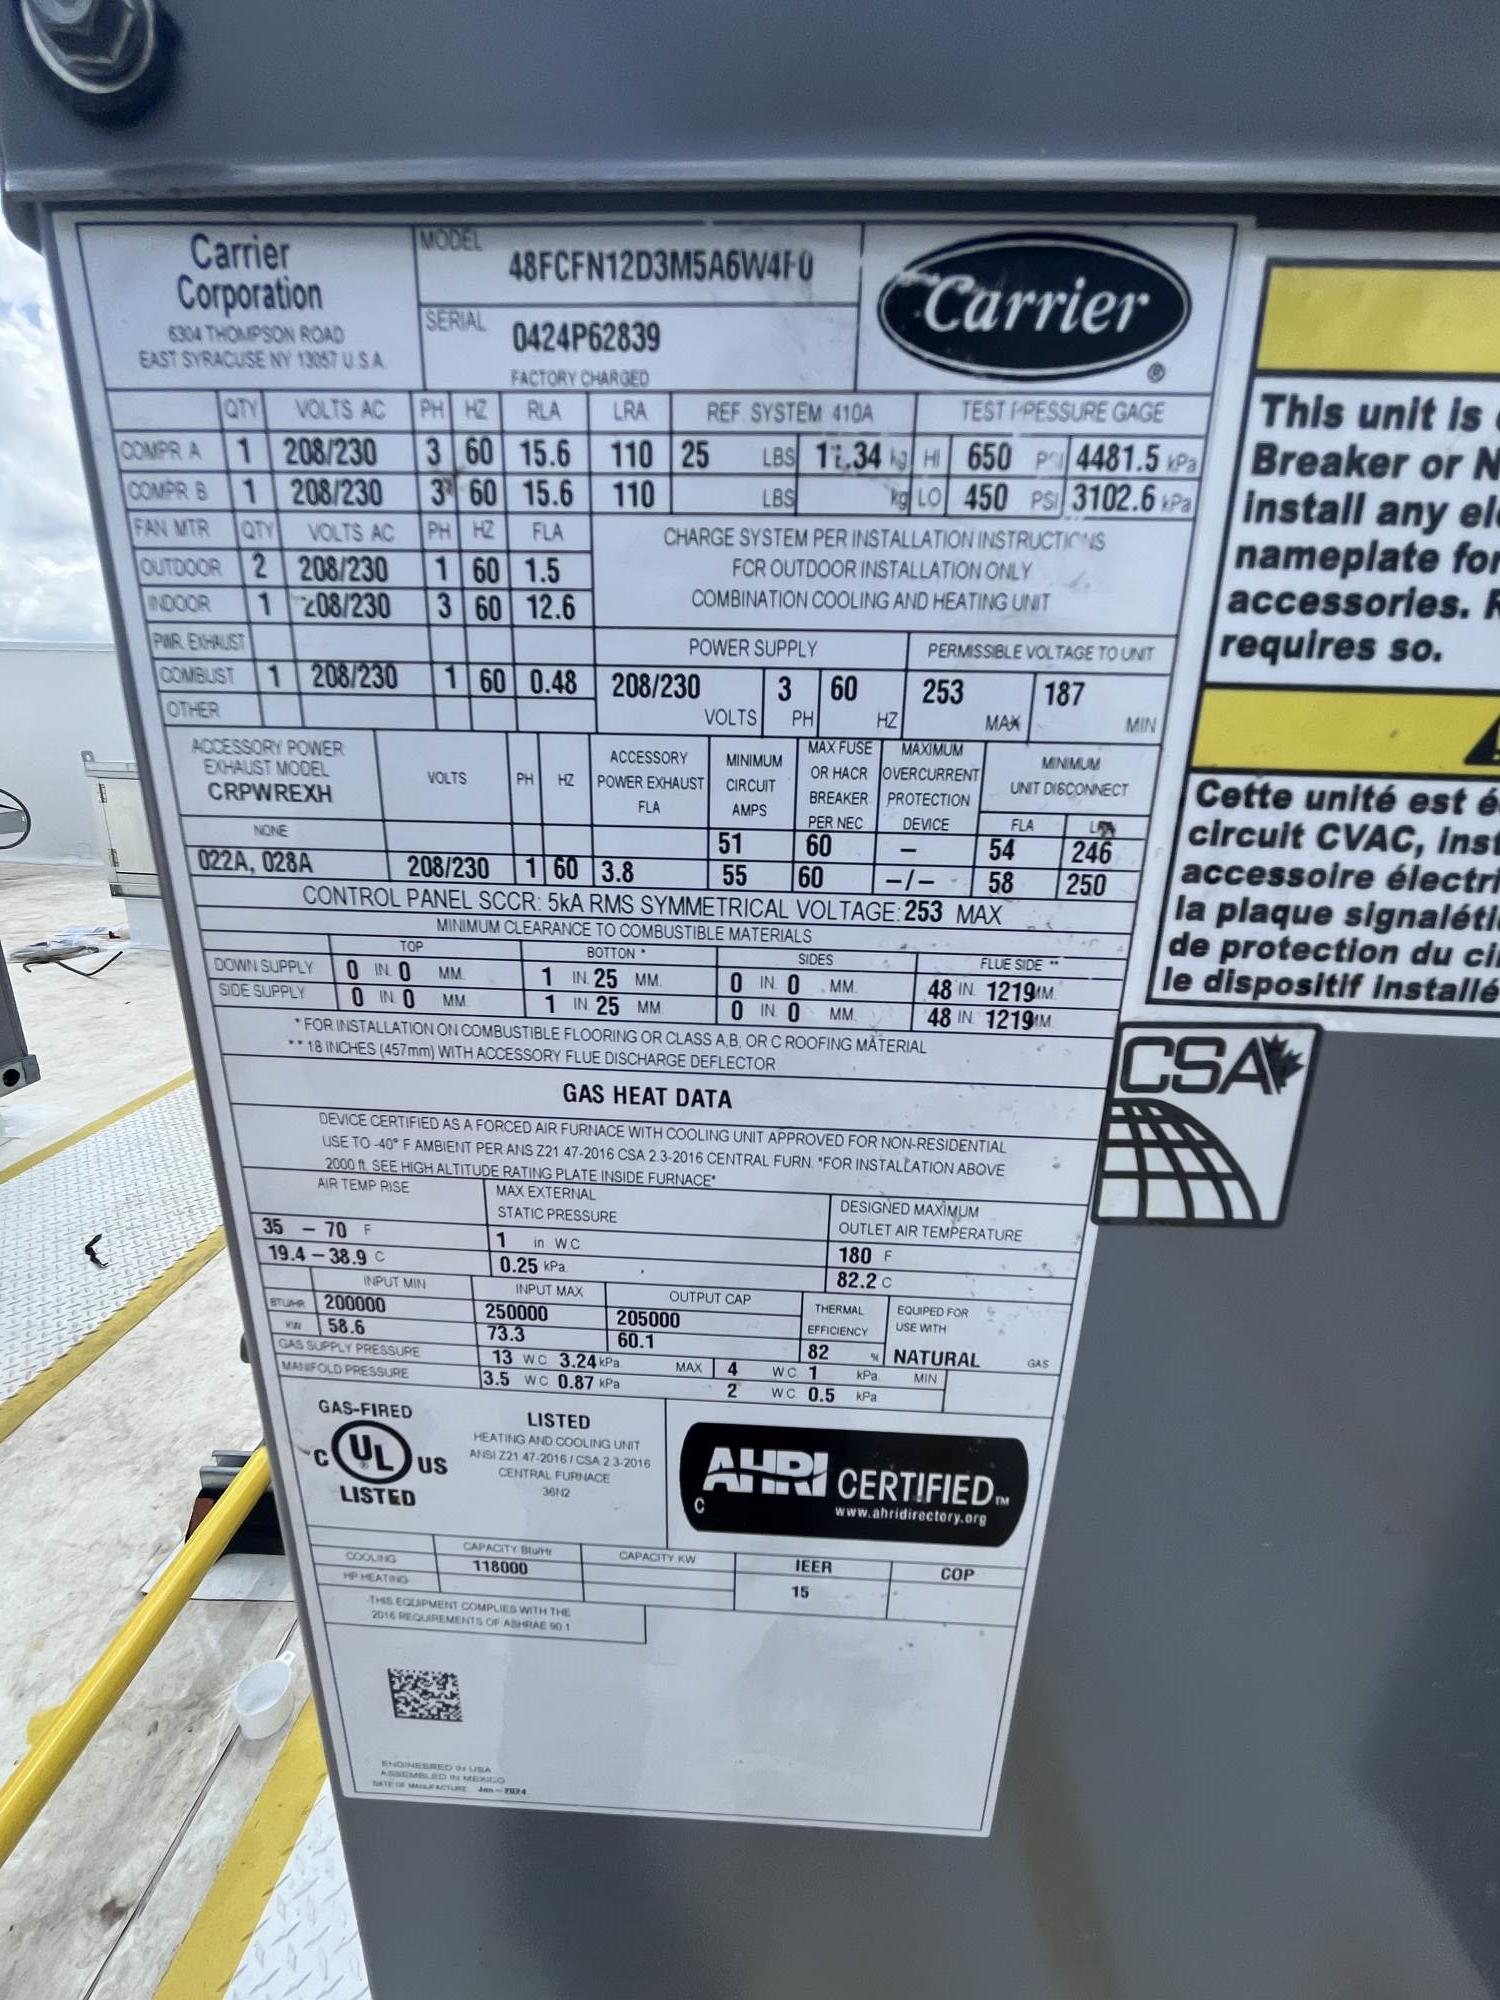 Carrier
Corporation
6304 THOMPSON ROAD
EAST SYRACUSE NY 13057 U.S.A.
MODEL 48FCFN12D3M5A6W4F0
SERIAL 0424P62839
FACTORY CHARGED
Carrier ®
QTY VOLTS AC PH HZ RLA LRA REF. SYSTEM 410A TEST PRESSURE GAGE
COMPR A 1 208/230 3 60 15.6 110 25 LBS 11.34 kg HI 650 PSI 4481.5 kPa
COMPR B 1 208/230 3 60 15.6 110 LBS kg LO 450 PSI 3102.6 kPa
FAN MTR QTY VOLTS AC PH HZ FLA CHARGE SYSTEM PER INSTALLATION INSTRUCTIONS
OUTDOOR 2 208/230 1 60 1.5 FOR OUTDOOR INSTALLATION ONLY
INDOOR 1 208/230 3 60 12.6 COMBINATION COOLING AND HEATING UNIT
PWR. EXHAUST POWER SUPPLY PERMISSIBLE VOLTAGE TO UNIT
COMBUST 1 208/230 1 60 0.48 208/230 VOLTS 3 PH 60 HZ 253 MAX 187 MIN
OTHER
ACCESSORY POWER
EXHAUST MODEL
CRPWREXH
VOLTS PH HZ
ACCESSORY
POWER EXHAUST
FLA
MINIMUM
CIRCUIT
AMPS
MAX FUSE
OR HACR
BREAKER
PER NEC
MAXIMUM
OVERCURRENT
PROTECTION
DEVICE
MINIMUM
UNIT DISCONNECT
FLA LRA
NONE 51 60 – 54 246
022A, 028A 208/230 1 60 3.8 55 60 –/– 58 250
CONTROL PANEL SCCR: 5kA RMS SYMMETRICAL VOLTAGE: 253 MAX
MINIMUM CLEARANCE TO COMBUSTIBLE MATERIALS
TOP BOTTON * SIDES FLUE SIDE **
DOWN SUPPLY 0 IN. 0 MM. 1 IN. 25 MM. 0 IN. 0 MM. 48 IN. 1219MM.
SIDE SUPPLY 0 IN. 0 MM. 1 IN. 25 MM. 0 IN. 0 MM. 48 IN. 1219MM.
* FOR INSTALLATION ON COMBUSTIBLE FLOORING OR CLASS A,B, OR C ROOFING MATERIAL
** 18 INCHES (457mm) WITH ACCESSORY FLUE DISCHARGE DEFLECTOR
GAS HEAT DATA
DEVICE CERTIFIED AS A FORCED AIR FURNACE WITH COOLING UNIT APPROVED FOR NON-RESIDENTIAL
USE TO -40° F AMBIENT PER ANS Z21.47-2016 CSA 2.3-2016 CENTRAL FURN. *FOR INSTALLATION ABOVE
2000 ft. SEE HIGH ALTITUDE RATING PLATE INSIDE FURNACE*
AIR TEMP RISE
35 – 70 F
19.4 – 38.9 C
MAX EXTERNAL
STATIC PRESSURE
1 in W.C.
0.25 kPa.
DESIGNED MAXIMUM
OUTLET AIR TEMPERATURE
180 F
82.2 C
INPUT MIN INPUT MAX OUTPUT CAP THERMAL EFFICIENCY EQUIPED FOR USE WITH
BTU/HR 200000 250000 205000
KW 58.6 73.3 60.1 82 % NATURAL GAS
GAS SUPPLY PRESSURE 13 W.C 3.24 kPa. MAX 4 W.C. 1 kPa. MIN
MANIFOLD PRESSURE 3.5 W.C 0.87 kPa 2 W.C 0.5 kPa
GAS-FIRED
C UL ® US
LISTED
LISTED
HEATING AND COOLING UNIT
ANSI Z21.47-2016 / CSA 2.3-2016
CENTRAL FURNACE
36N2
AHRI CERTIFIED™
C www.ahridirectory.org
CAPACITY Btu/Hr CAPACITY KW IEER COP
COOLING 118000 15
HP HEATING
THIS EQUIPMENT COMPLIES WITH THE
2016 REQUIREMENTS OF ASHRAE 90.1
ENGINEERED IN USA
ASSEMBLED IN MEXICO
DATE OF MANUFACTURE Jan – 2024
This unit is
Breaker or N
install any ele
nameplate for
accessories. R
requires so.
Cette unité est é
circuit CVAC, inst
accessoire électri
la plaque signaléti
de protection du ci
le dispositif installé
CSA